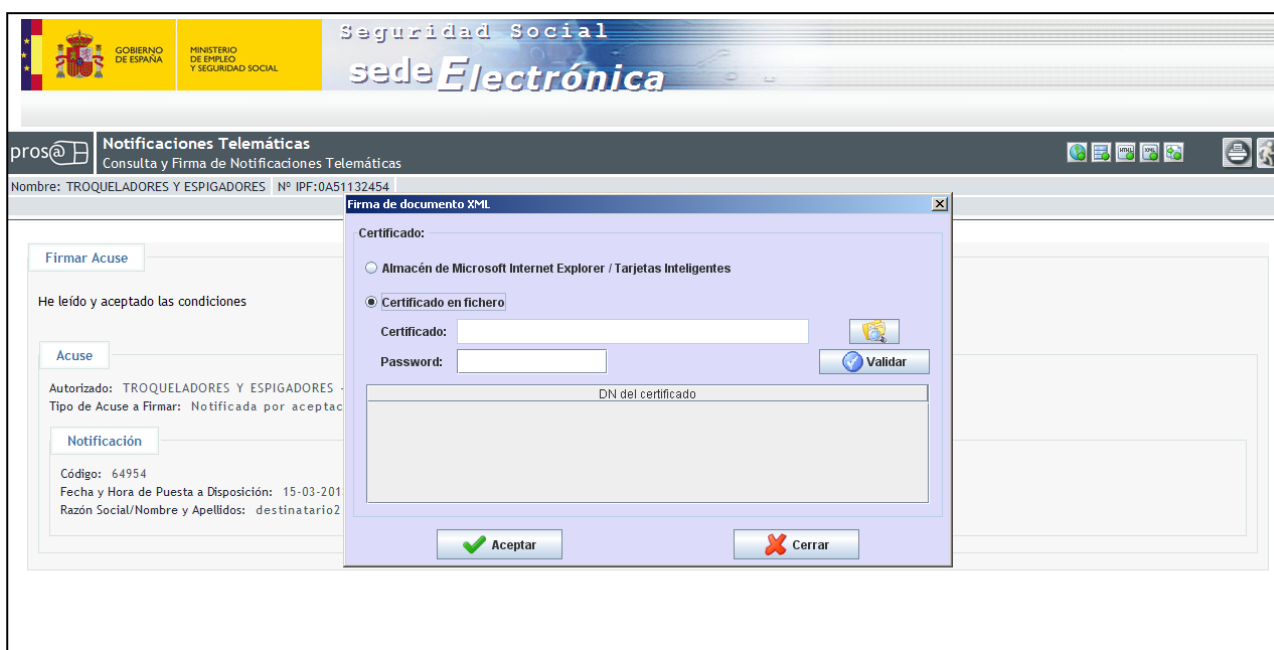 GOBIERNO
DE ESPAÑA
MINISTERIO
DE EMPLEO
Y SEGURIDAD SOCIAL
Seguridad Social
sede Electrónica
pros@
Notificaciones Telemáticas
Consulta y Firma de Notificaciones Telemáticas
Nombre: TROQUELADORES Y ESPIGADORES Nº IPF:0A51132454
Firma de documento XML
Certificado:
Almacén de Microsoft Internet Explorer / Tarjetas Inteligentes
Certificado en fichero
Certificado:
Password:
Validar
DN del certificado
Aceptar
Cerrar
Firmar Acuse
He leído y aceptado las condiciones
Acuse
Autorizado: TROQUELADORES Y ESPIGADORES -
Tipo de Acuse a Firmar: Notificada por aceptac
Notificación
Código: 64954
Fecha y Hora de Puesta a Disposición: 15-03-201
Razón Social/Nombre y Apellidos: destinatario2